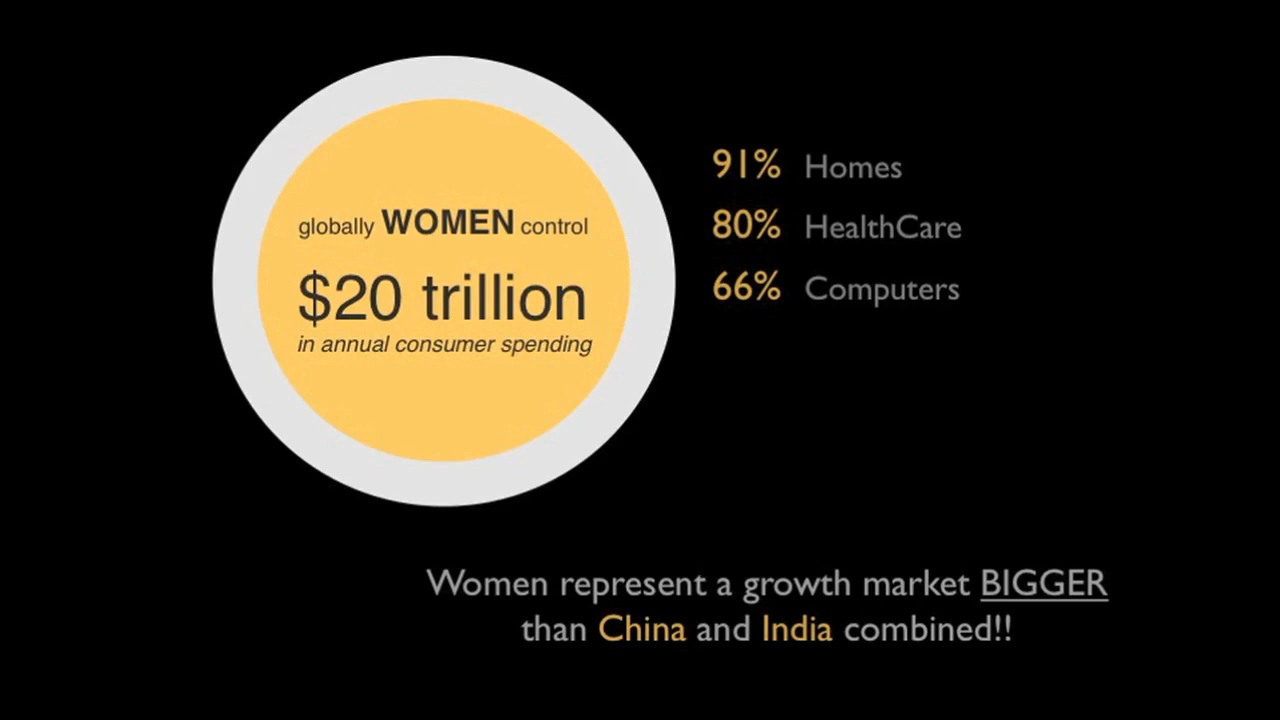 globally WOMEN control
$20 trillion
in annual consumer spending
91% Homes
80% HealthCare
66% Computers
Women represent a growth market BIGGER
than China and India combined!!